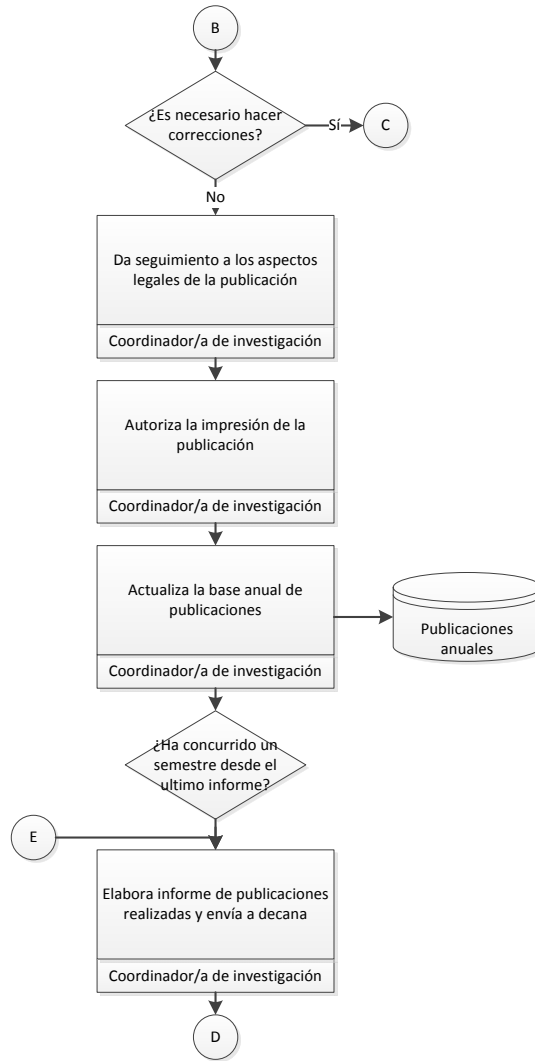 B
¿Es necesario hacer
correcciones?
Sí
C
No
Da seguimiento a los aspectos
legales de la publicación
Coordinador/a de investigación
Autoriza la impresión de la
publicación
Coordinador/a de investigación
Actualiza la base anual de
publicaciones
Coordinador/a de investigación
Publicaciones
anuales
¿Ha concurrido un
semestre desde el
ultimo informe?
E
Elabora informe de publicaciones
realizadas y envía a decana
Coordinador/a de investigación
D